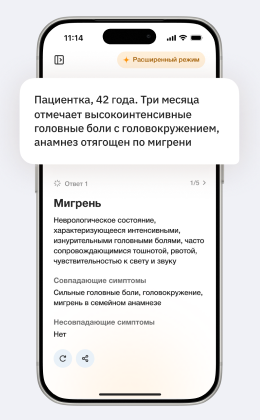 11:14
Расширенный режим
Пациентка, 42 года. Три месяца
отмечает высокоинтенсивные
головные боли с головокружением,
анамнез отягощен по мигрени
Ответ 1
1/5
Мигрень
Неврологическое состояние,
характеризующееся интенсивными,
изнурительными головными болями, часто
сопровождающимися тошнотой, рвотой,
чувствительностью к свету и звуку
Совпадающие симптомы
Сильные головные боли, головокружение,
мигрень в семейном анамнезе
Несовпадающие симптомы
Нет